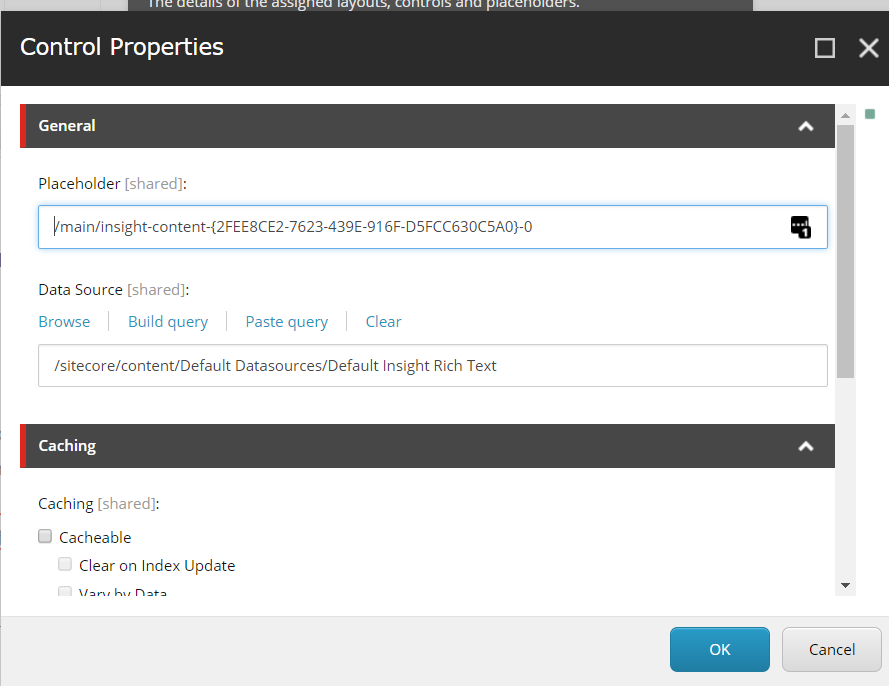 The details of the assigned layouts, controls and placeholders.
Control Properties
General
Placeholder [shared]:
/main/insight-content-{2FEE8CE2-7623-439E-916F-D5FCC630C5A0}-0
1
Data Source [shared]:
Browse Build query Paste query Clear
/sitecore/content/Default Datasources/Default Insight Rich Text
Caching
Caching [shared]:
Cacheable
Clear on Index Update
Vary by Data
OK Cancel